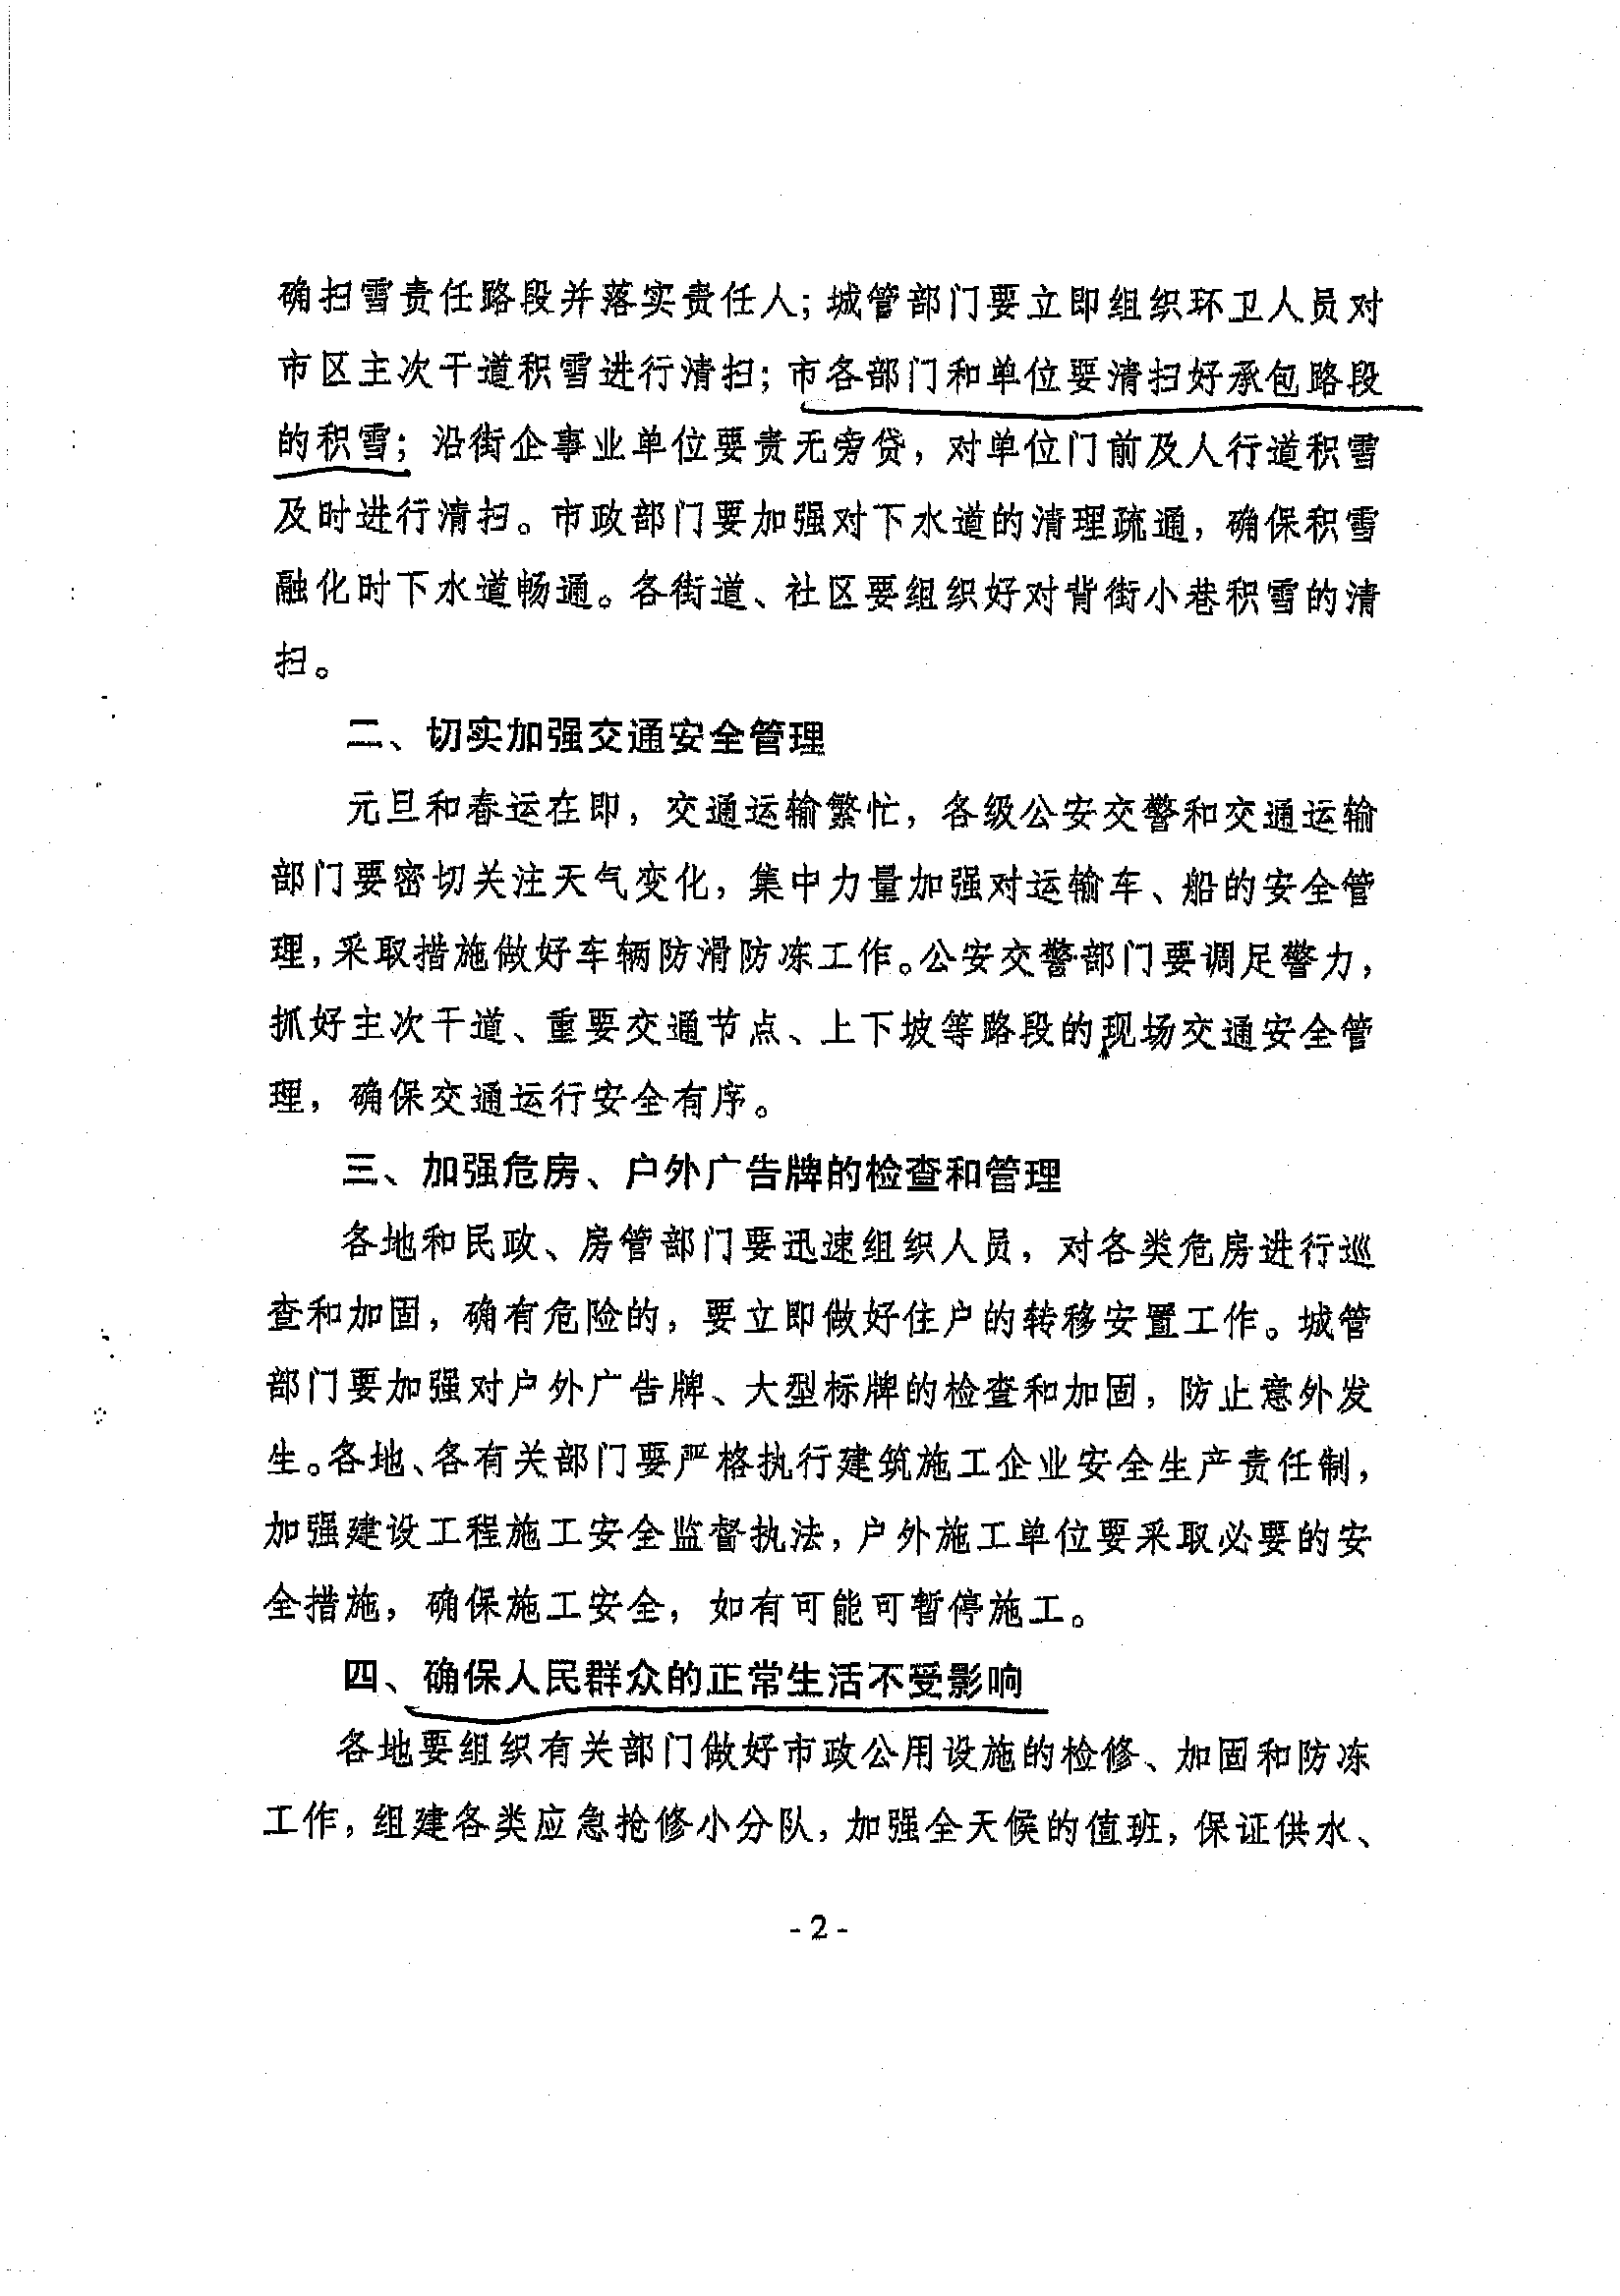 确扫雪责任路段并落实责任人；城管部门要立即组织环卫人员对
市区主次干道积雪进行清扫；市各部门和单位要清扫好承包路段
的积雪；沿街企事业单位要责无旁贷，对单位门前及人行道积雪
及时进行清扫。市政部门要加强对下水道的清理疏通，确保积雪
融化时下水道畅通。各街道、社区要组织好对背街小巷积雪的清
扫。
二、切实加强交通安全管理
元旦和春运在即，交通运输繁忙，各级公安交警和交通运输
部门要密切关注天气变化，集中力量加强对运输车、船的安全管
理，采取措施做好车辆防滑防冻工作。公安交警部门要调足警力，
抓好主次干道、重要交通节点、上下坡等路段的现场交通安全管
理，确保交通运行安全有序。
三、加强危房、户外广告牌的检查和管理
各地和民政、房管部门要迅速组织人员，对各类危房进行巡
查和加固，确有危险的，要立即做好住户的转移安置工作。城管
部门要加强对户外广告牌、大型标牌的检查和加固，防止意外发
生。各地、各有关部门要严格执行建筑施工企业安全生产责任制，
加强建设工程施工安全监督执法，户外施工单位要采取必要的安
全措施，确保施工安全，如有可能可暂停施工。
四、确保人民群众的正常生活不受影响
各地要组织有关部门做好市政公用设施的检修、加固和防冻
工作，组建各类应急抢修小分队，加强全天候的值班，保证供水、
-2-